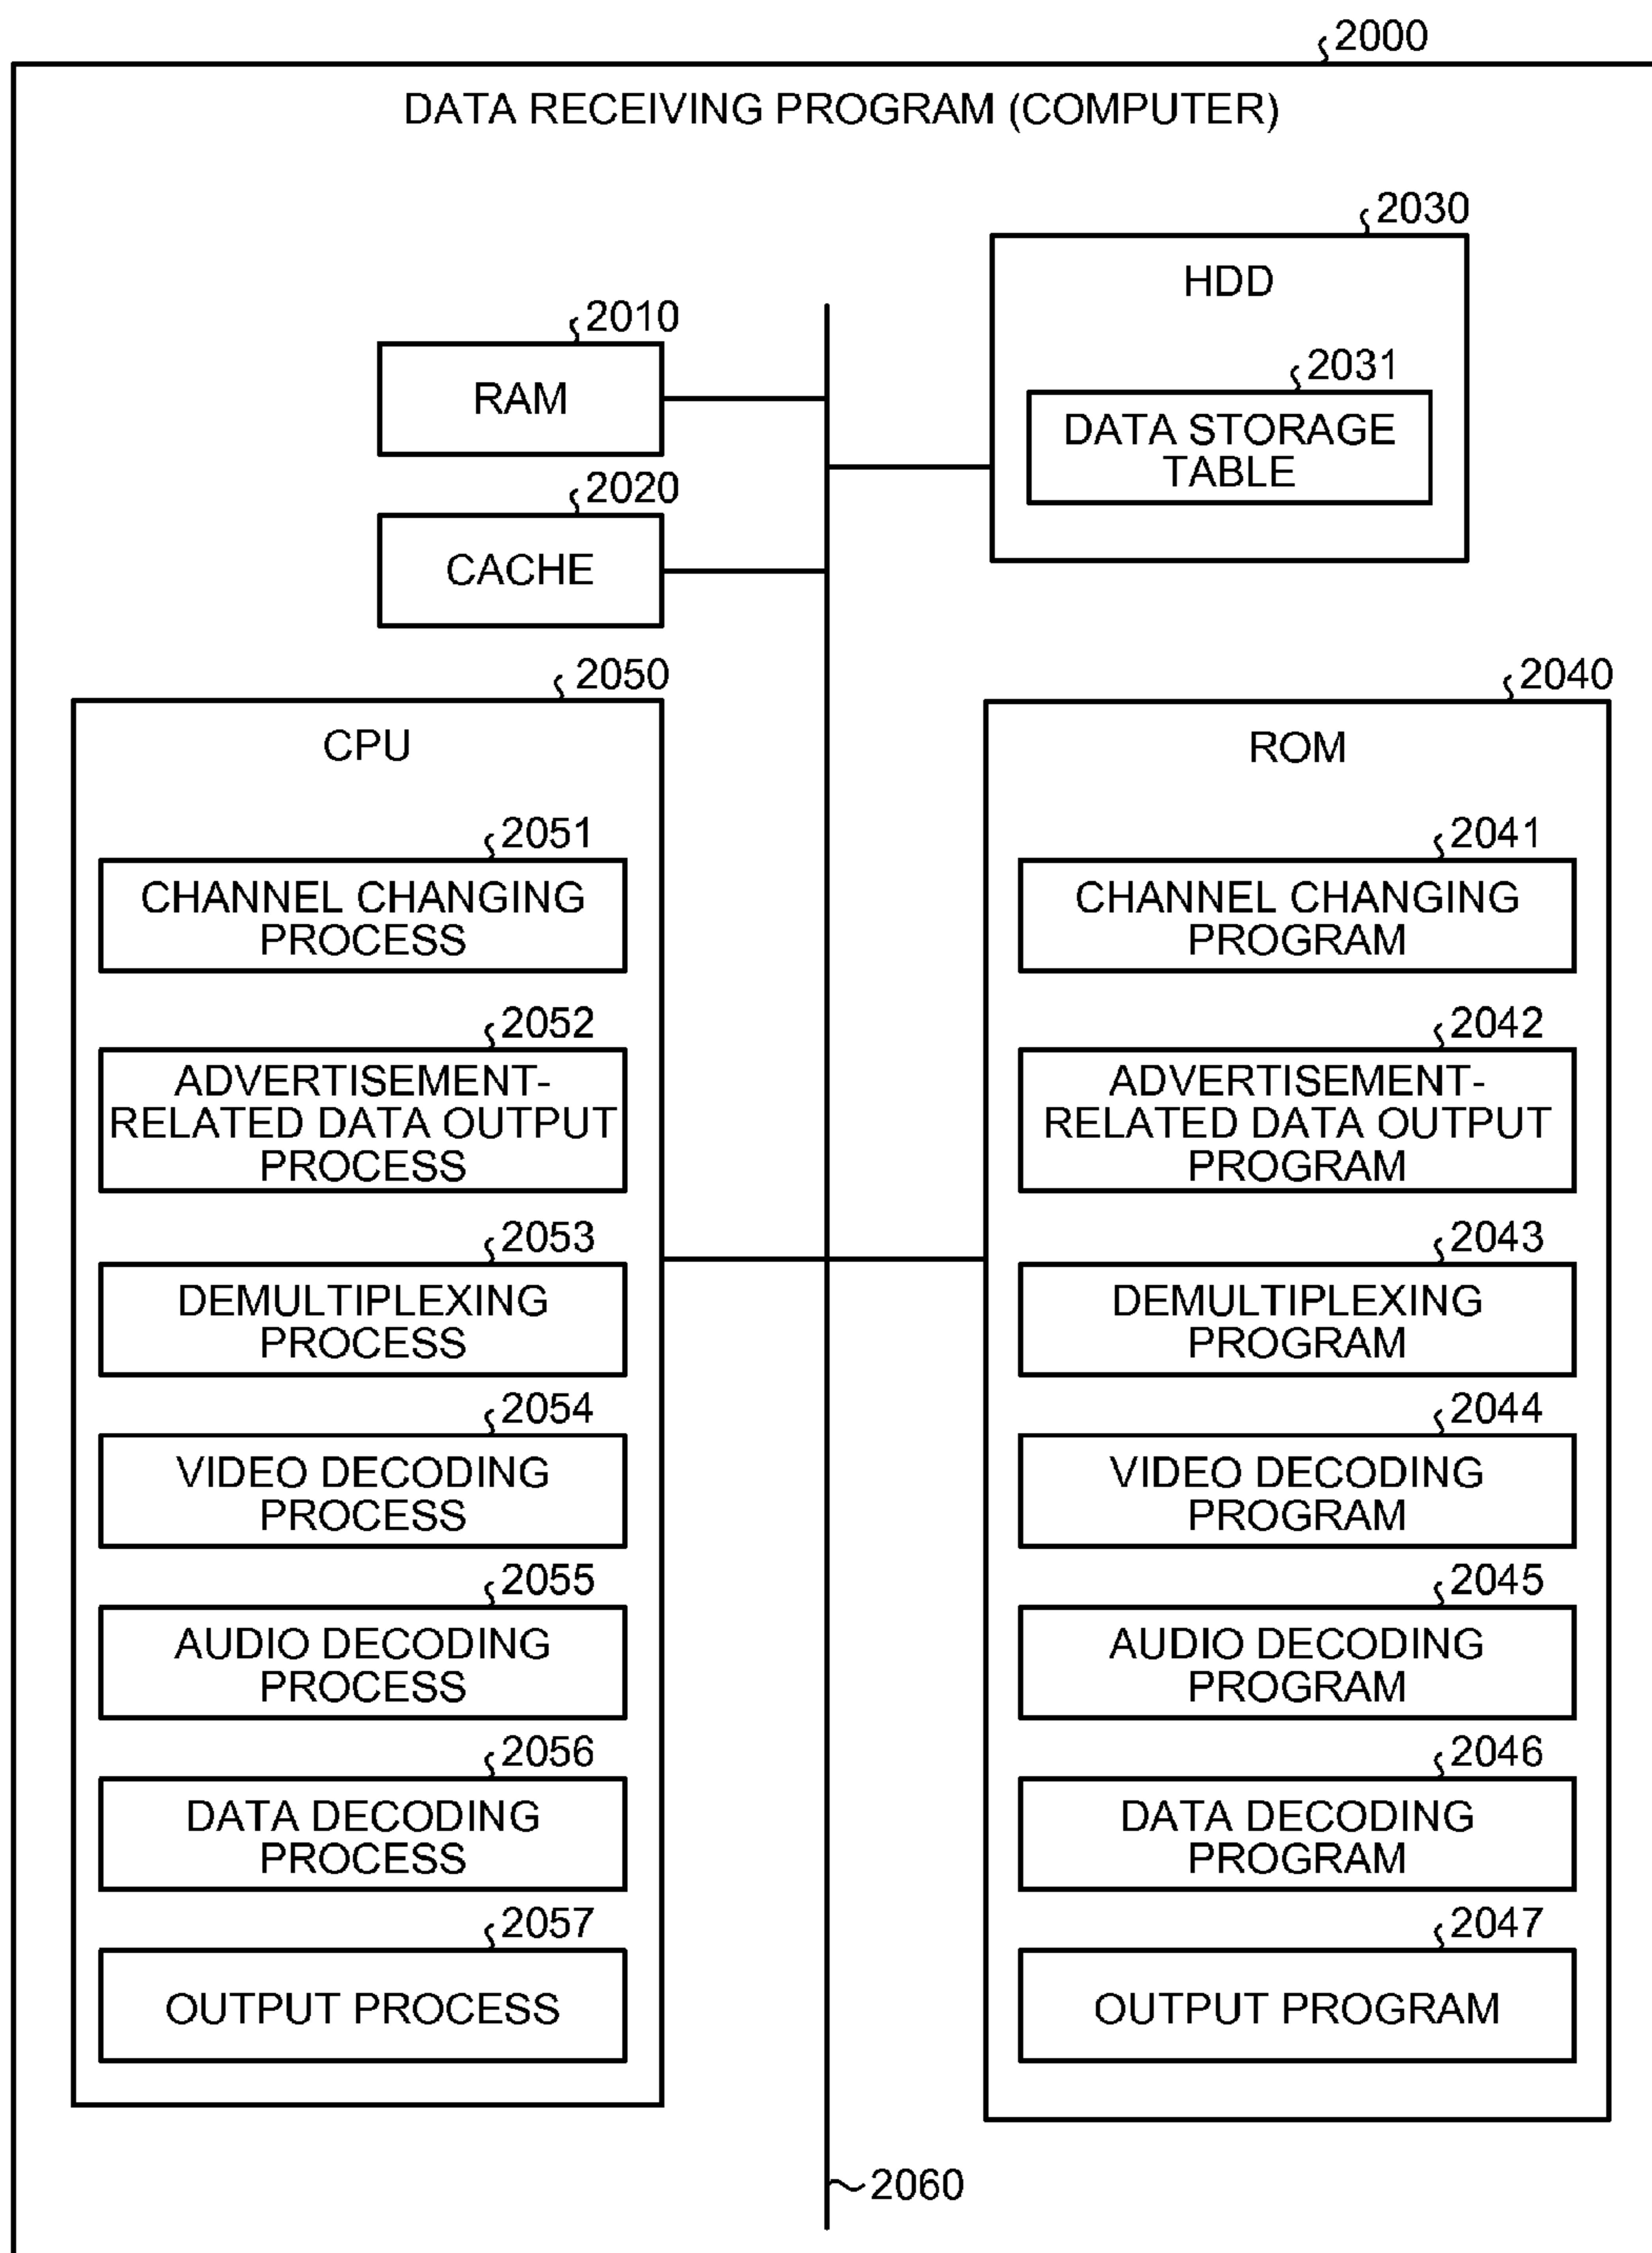 2000
DATA RECEIVING PROGRAM (COMPUTER)
2030
HDD
2010
RAM
2031
DATA STORAGE
TABLE
2020
CACHE
2050
CPU
2051
CHANNEL CHANGING
PROCESS
2052
ADVERTISEMENT-
RELATED DATA OUTPUT
PROCESS
2053
DEMULTIPLEXING
PROCESS
2054
VIDEO DECODING
PROCESS
2055
AUDIO DECODING
PROCESS
2056
DATA DECODING
PROCESS
2057
OUTPUT PROCESS
2040
ROM
2041
CHANNEL CHANGING
PROGRAM
2042
ADVERTISEMENT-
RELATED DATA OUTPUT
PROGRAM
2043
DEMULTIPLEXING
PROGRAM
2044
VIDEO DECODING
PROGRAM
2045
AUDIO DECODING
PROGRAM
2046
DATA DECODING
PROGRAM
2047
OUTPUT PROGRAM
2060